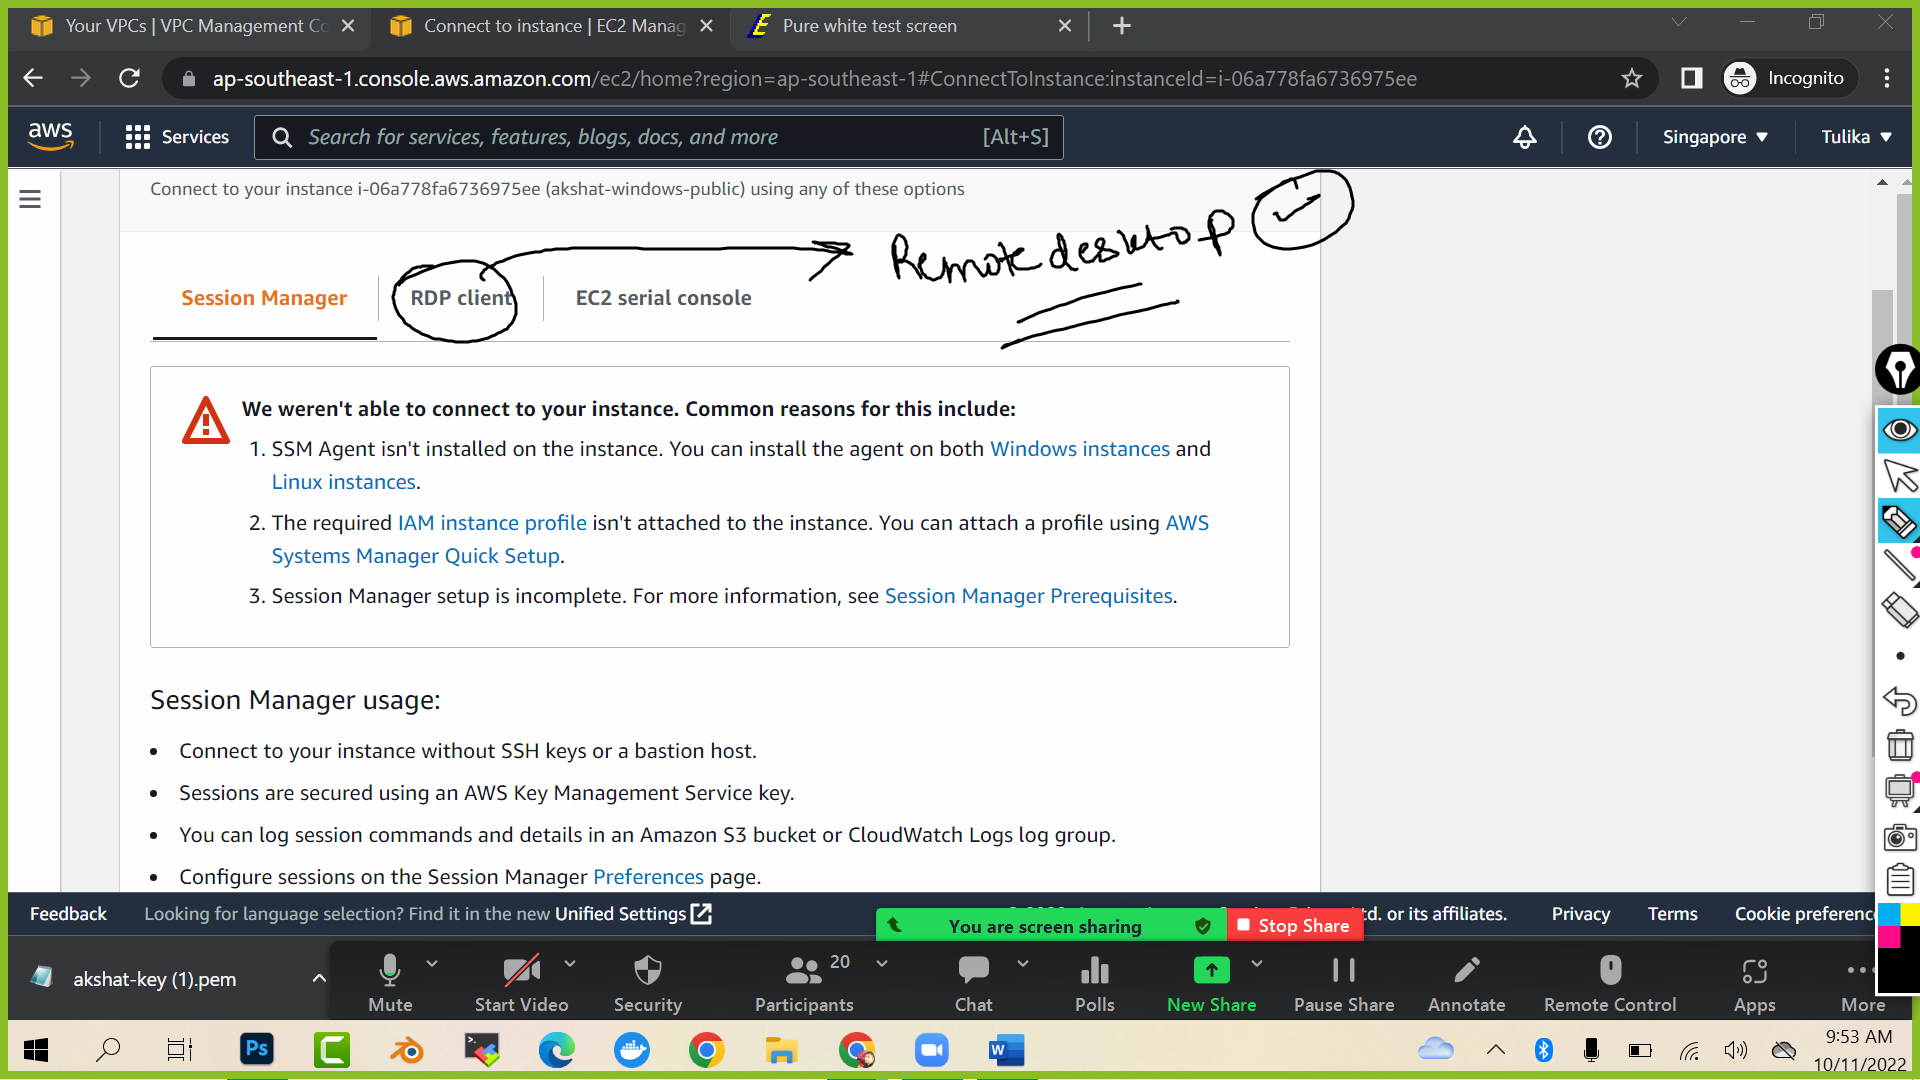 Your VPCs | VPC Management Co
Connect to instance | EC2 Manag
Pure white test screen
ap-southeast-1.console.aws.amazon.com/ec2/home?region=ap-southeast-1#ConnectToInstance:instanceId=i-06a778fa6736975ee
Incognito
aws
Services
Search for services, features, blogs, docs, and more
[Alt+S]
Singapore
Tulika
Connect to your instance i-06a778fa6736975ee (akshat-windows-public) using any of these options
Remote desktop
Session Manager
RDP client
EC2 serial console
We weren't able to connect to your instance. Common reasons for this include:
1. SSM Agent isn't installed on the instance. You can install the agent on both Windows instances and
Linux instances.
2. The required IAM instance profile isn't attached to the instance. You can attach a profile using AWS
Systems Manager Quick Setup.
3. Session Manager setup is incomplete. For more information, see Session Manager Prerequisites.
Session Manager usage:
• Connect to your instance without SSH keys or a bastion host.
• Sessions are secured using an AWS Key Management Service key.
• You can log session commands and details in an Amazon S3 bucket or CloudWatch Logs log group.
• Configure sessions on the Session Manager Preferences page.
Feedback
Looking for language selection? Find it in the new Unified Settings
td. or its affiliates.
Privacy
Terms
Cookie preference
You are screen sharing
Stop Share
akshat-key (1).pem
20
Mute
Start Video
Security
Participants
Chat
Polls
New Share
Pause Share
Annotate
Remote Control
Apps
More
Ps
W
9:53 AM
10/11/2022